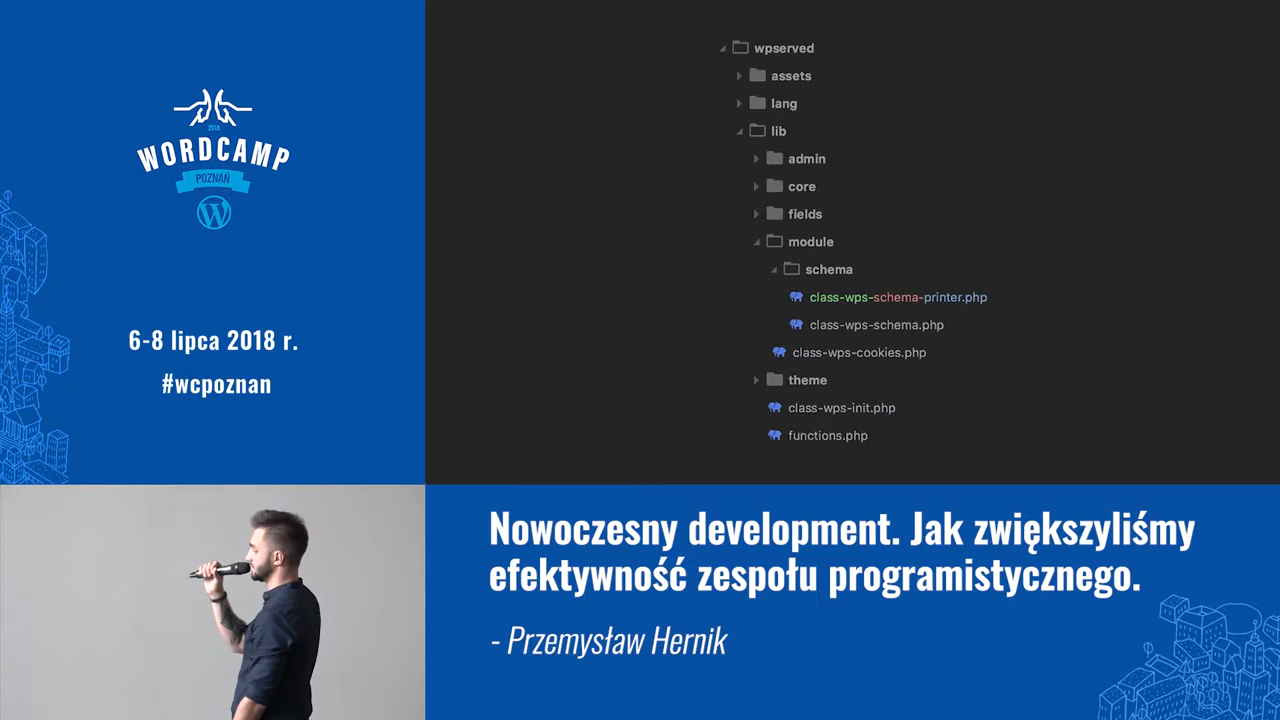 2018
WORDCAMP
POZNAŃ
6-8 lipca 2018 r.
#wcpoznan
wpserved
assets
lang
lib
admin
core
fields
module
schema
class-wps-schema-printer.php
class-wps-schema.php
class-wps-cookies.php
theme
class-wps-init.php
functions.php
Nowoczesny development. Jak zwiększyliśmy
efektywność zespołu programistycznego.
- Przemysław Hernik